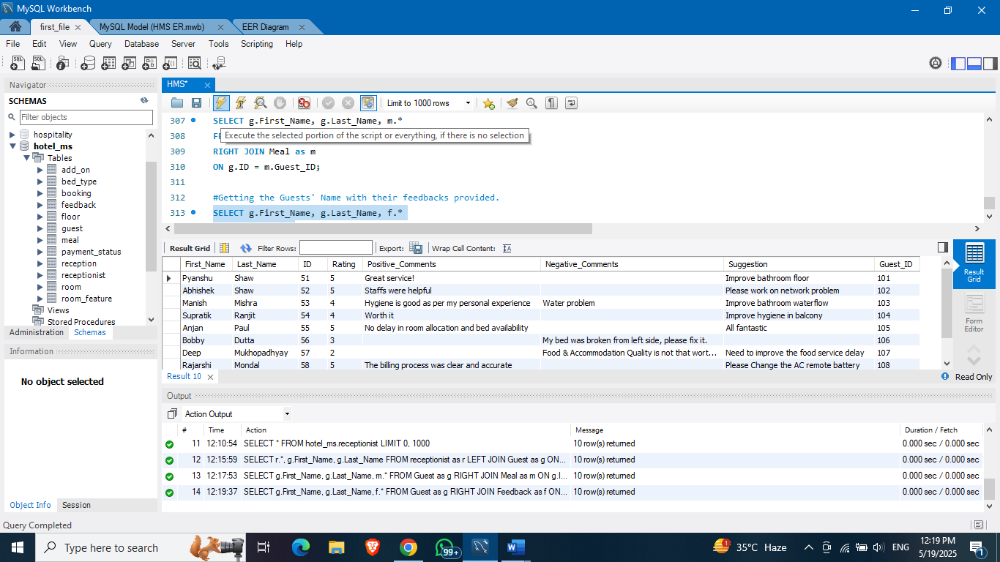 MySQL Workbench
first_file
MySQL Model (HMS ER.mwb)
EER Diagram
File Edit View Query Database Server Tools Scripting Help
Navigator
SCHEMAS
Filter objects
hospitality
hotel_ms
Tables
add_on
bed_type
booking
feedback
floor
guest
meal
payment_status
reception
receptionist
room
room_feature
Views
Stored Procedures
Administration Schemas
Information
No object selected
Object Info Session
HMS*
Limit to 1000 rows
307 SELECT g.First_Name, g.Last_Name, m.*
308
Execute the selected portion of the script or everything, if there is no selection
309 RIGHT JOIN Meal as m
310 ON g.ID = m.Guest_ID;
311
312 #Getting the Guests' Name with their feedbacks provided.
313 SELECT g.First_Name, g.Last_Name, f.*
Result Grid Filter Rows: Export: Wrap Cell Content:
First_Name Last_Name ID Rating Positive_Comments Negative_Comments Suggestion Guest_ID
Pyanshu Shaw 51 5 Great service! Improve bathroom floor 101
Abhishek Shaw 52 5 Staffs were helpful Please work on network problem 102
Manish Mishra 53 4 Hygiene is good as per my personal experience Water problem Improve bathroom waterflow 103
Supratik Ranjit 54 4 Worth it Improve hygiene in balcony 104
Anjan Paul 55 5 No delay in room allocation and bed availability All fantastic 105
Bobby Dutta 56 3 My bed was broken from left side, please fix it. 106
Deep Mukhopadhyay 57 2 Food & Accommodation Quality is not that wort... Need to improve the food service delay 107
Rajarshi Mondal 58 5 The billing process was clear and accurate Please Change the AC remote battery 108
Result Grid
Form Editor
Result 10
Read Only
Output
Action Output
# Time Action Message Duration / Fetch
11 12:10:54 SELECT * FROM hotel_ms.receptionist LIMIT 0, 1000 10 row(s) returned 0.000 sec / 0.000 sec
12 12:15:59 SELECT r.*, g.First_Name, g.Last_Name FROM receptionist as r LEFT JOIN Guest as g ON... 10 row(s) returned 0.000 sec / 0.000 sec
13 12:17:53 SELECT g.First_Name, g.Last_Name, m.* FROM Guest as g RIGHT JOIN Meal as m ON g.I... 10 row(s) returned 0.000 sec / 0.000 sec
14 12:19:37 SELECT g.First_Name, g.Last_Name, f.* FROM Guest as g RIGHT JOIN Feedback as f ON... 10 row(s) returned 0.000 sec / 0.000 sec
Query Completed
Type here to search
99+
1
35°C Haze
ENG
12:19 PM
5/19/2025
1